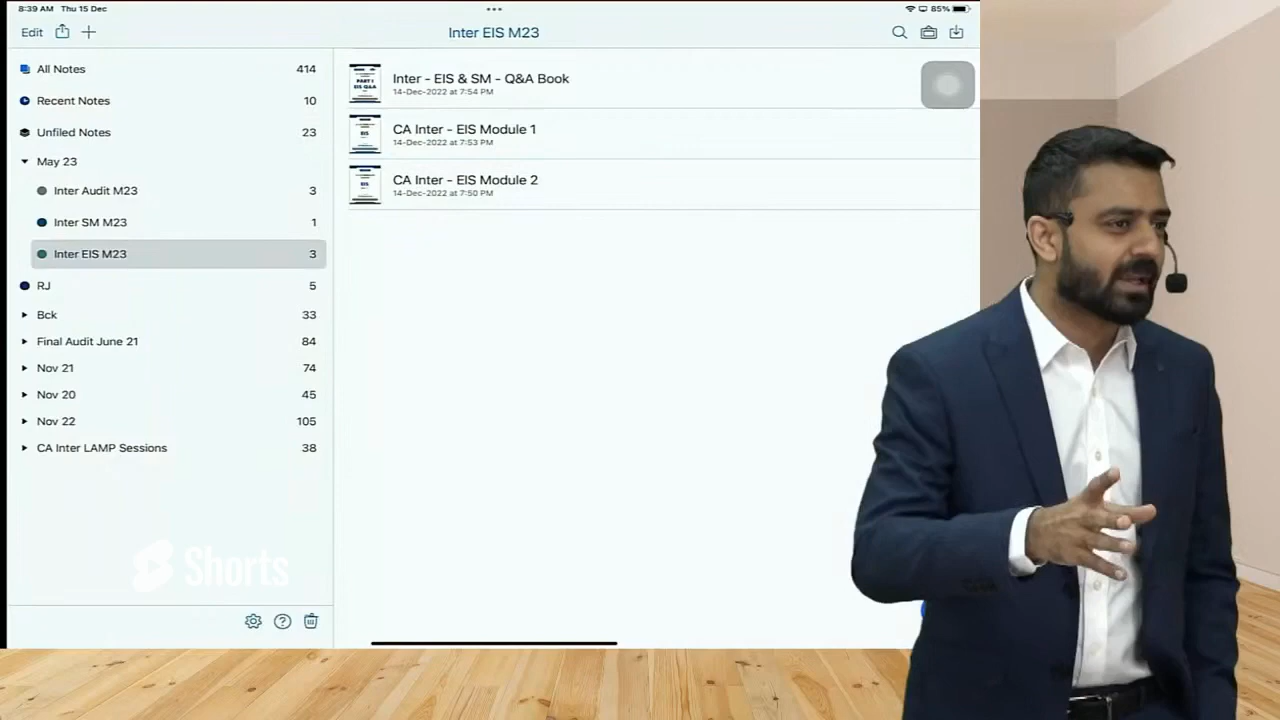 8:39 AM Thu 15 Dec
85%
Edit
Inter EIS M23
All Notes 414
Recent Notes 10
Unfiled Notes 23
May 23
Inter Audit M23 3
Inter SM M23 1
Inter EIS M23 3
RJ 5
Bck 33
Final Audit June 21 84
Nov 21 74
Nov 20 45
Nov 22 105
CA Inter LAMP Sessions 38
PART I
EIS Q&A
Inter - EIS & SM - Q&A Book
14-Dec-2022 at 7:54 PM
EIS
CA Inter - EIS Module 1
14-Dec-2022 at 7:53 PM
EIS
CA Inter - EIS Module 2
14-Dec-2022 at 7:50 PM
Shorts